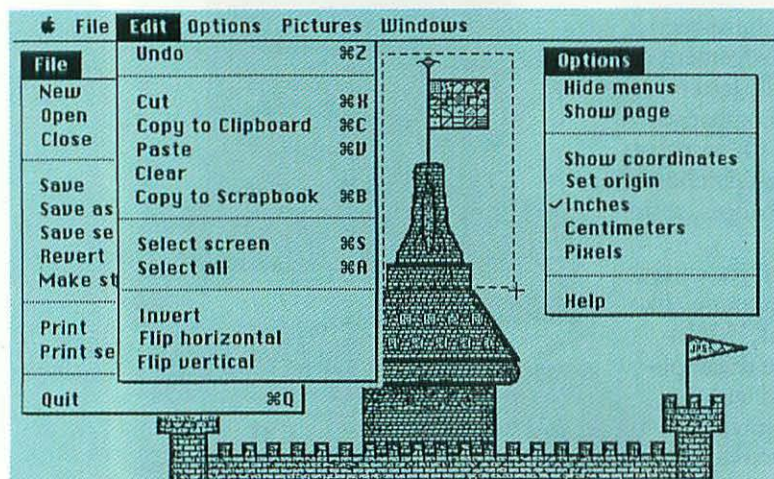 File Edit Options Pictures Windows
File
New
Open
Close
Save
Save as
Save se
Revert
Make st
Print
Print se
Quit ⌘Q
Undo ⌘Z
Cut ⌘X
Copy to Clipboard ⌘C
Paste ⌘V
Clear
Copy to Scrapbook ⌘B
Select screen ⌘S
Select all ⌘A
Invert
Flip horizontal
Flip vertical
Options
Hide menus
Show page
Show coordinates
Set origin
✓Inches
Centimeters
Pixels
Help
JPS